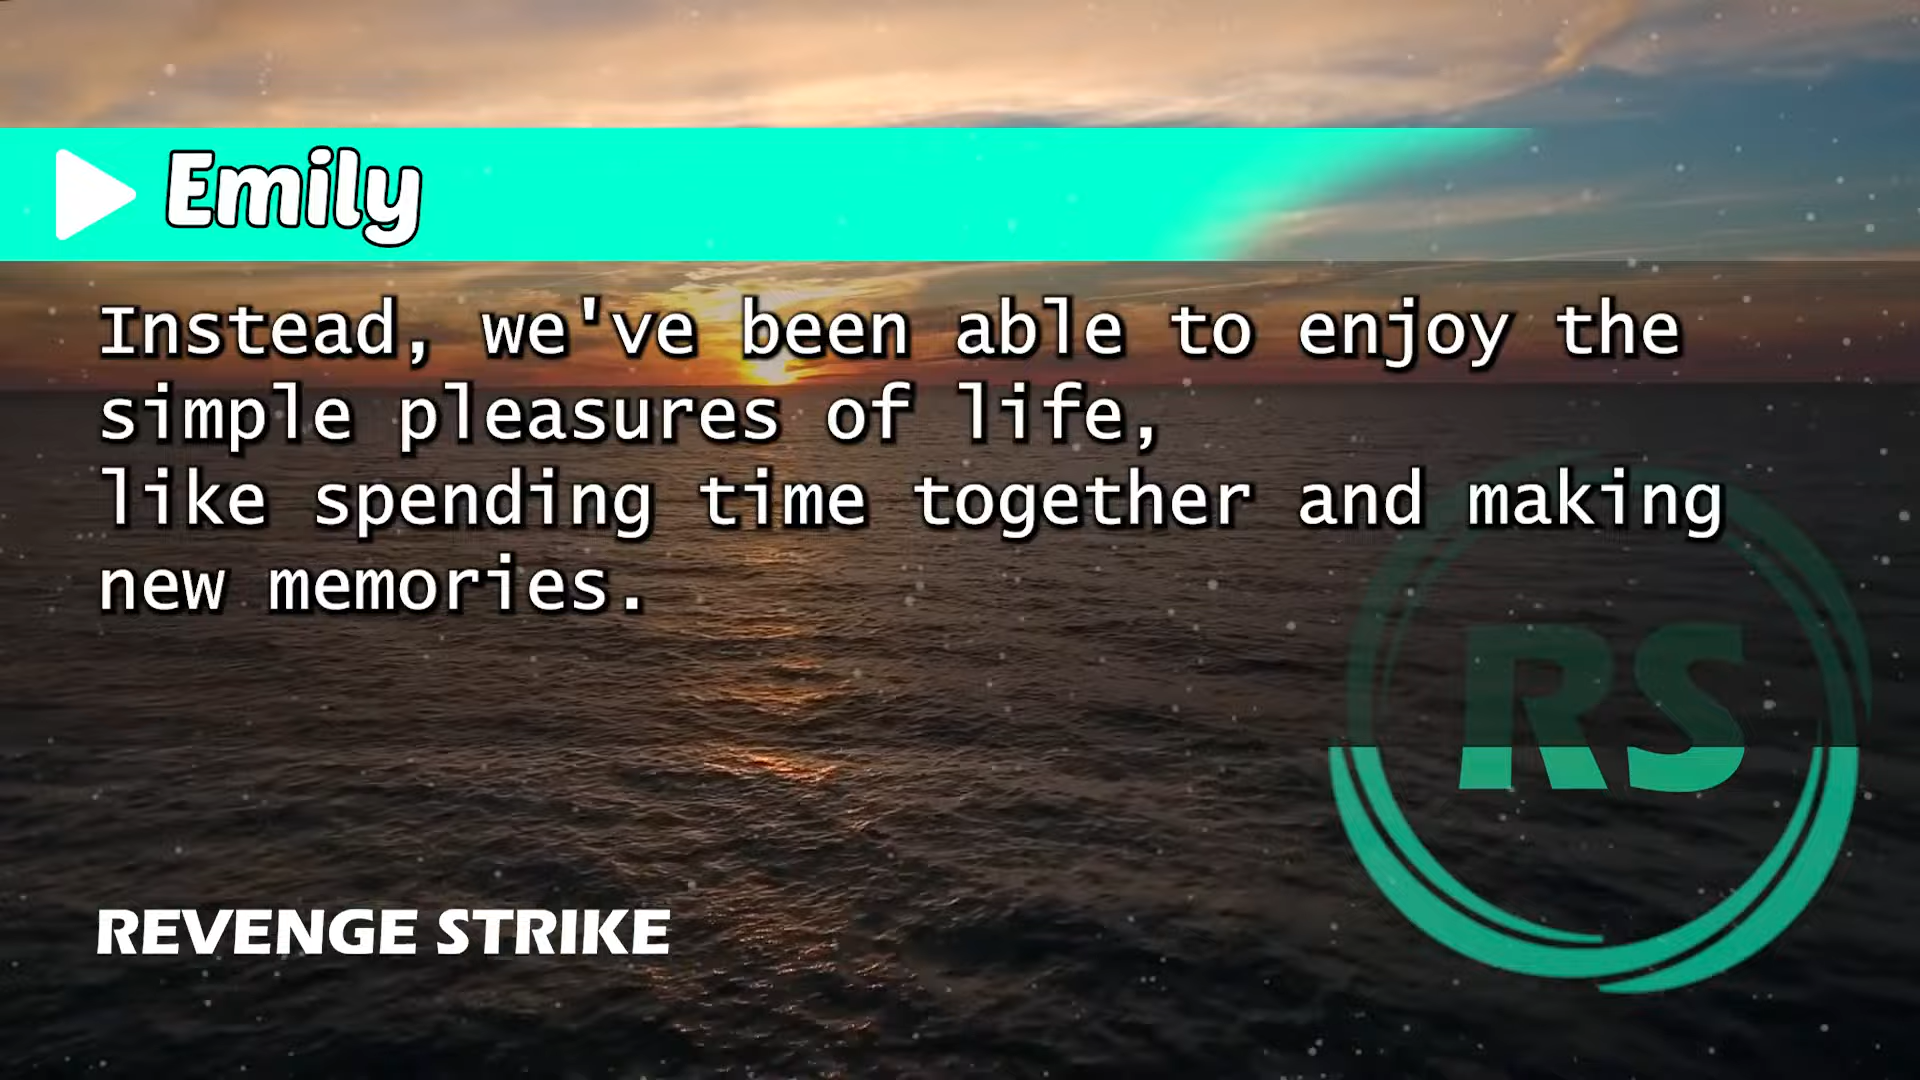 Emily
Instead, we've been able to enjoy the
simple pleasures of life,
like spending time together and making
new memories.
RS
REVENGE STRIKE